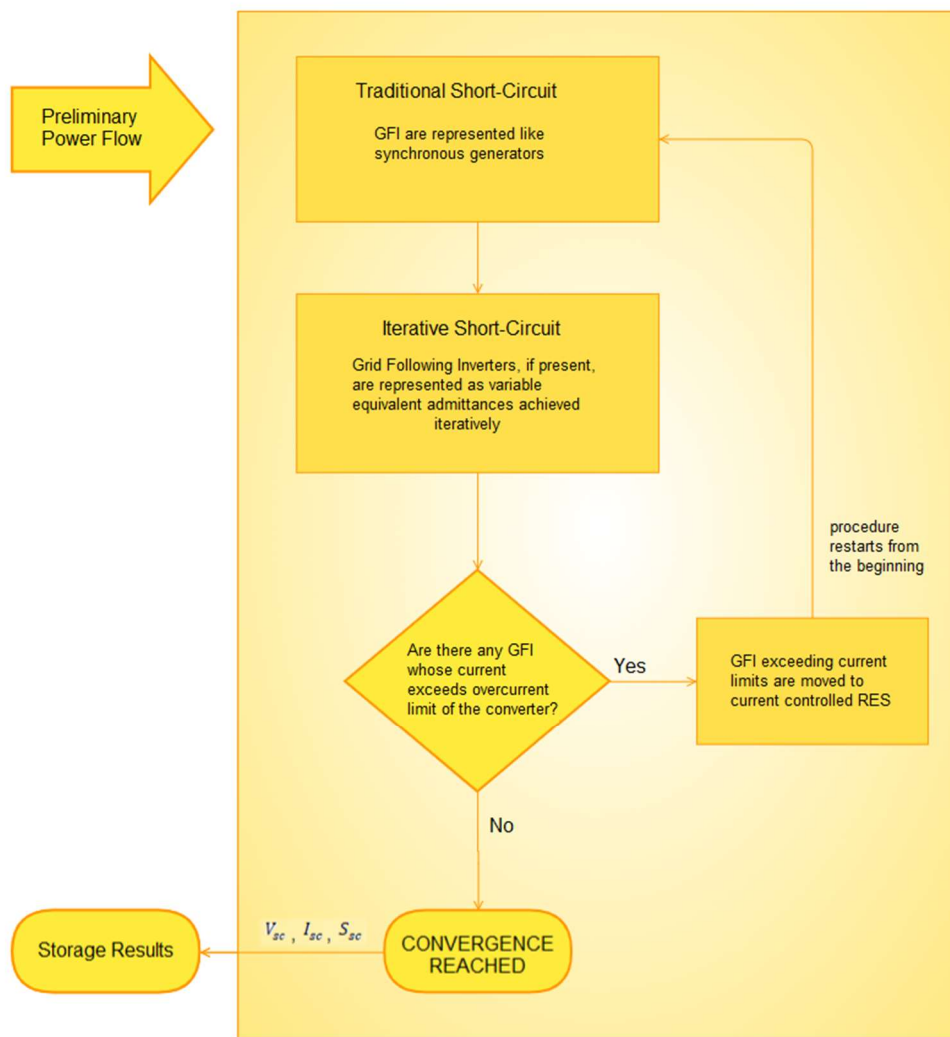 Preliminary
Power Flow
Traditional Short-Circuit
GFI are represented like
synchronous generators
Iterative Short-Circuit
Grid Following Inverters, if present,
are represented as variable
equivalent admittances achieved
iteratively
Are there any GFI
whose current
exceeds overcurrent
limit of the converter?
Yes
GFI exceeding current
limits are moved to
current controlled RES
procedure
restarts from
the beginning
No
CONVERGENCE
REACHED
V_sc , I_sc , S_sc
Storage Results